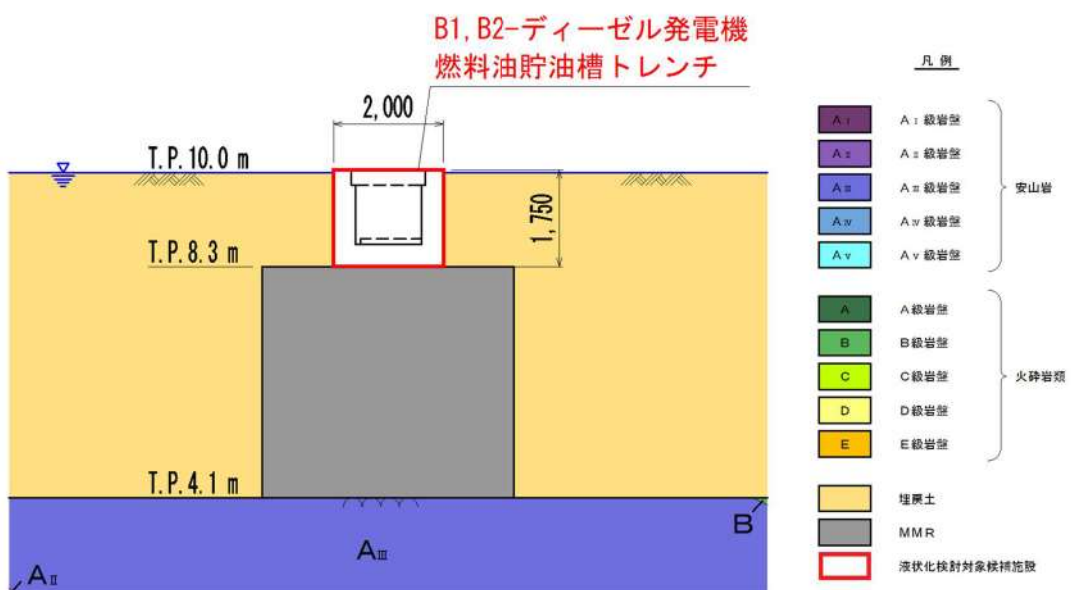 B1, B2-ディーゼル発電機
燃料油貯油槽トレンチ
2,000
T.P.10.0 m
1,750
T.P.8.3 m
T.P.4.1 m
AⅢ
AⅡ
B
凡 例
AⅠ AⅠ級岩盤
AⅡ AⅡ級岩盤
AⅢ AⅢ級岩盤
AⅣ AⅣ級岩盤
AⅤ AⅤ級岩盤
安山岩
A A級岩盤
B B級岩盤
C C級岩盤
D D級岩盤
E E級岩盤
火砕岩類
埋戻土
MMR
液状化検討対象候補施設